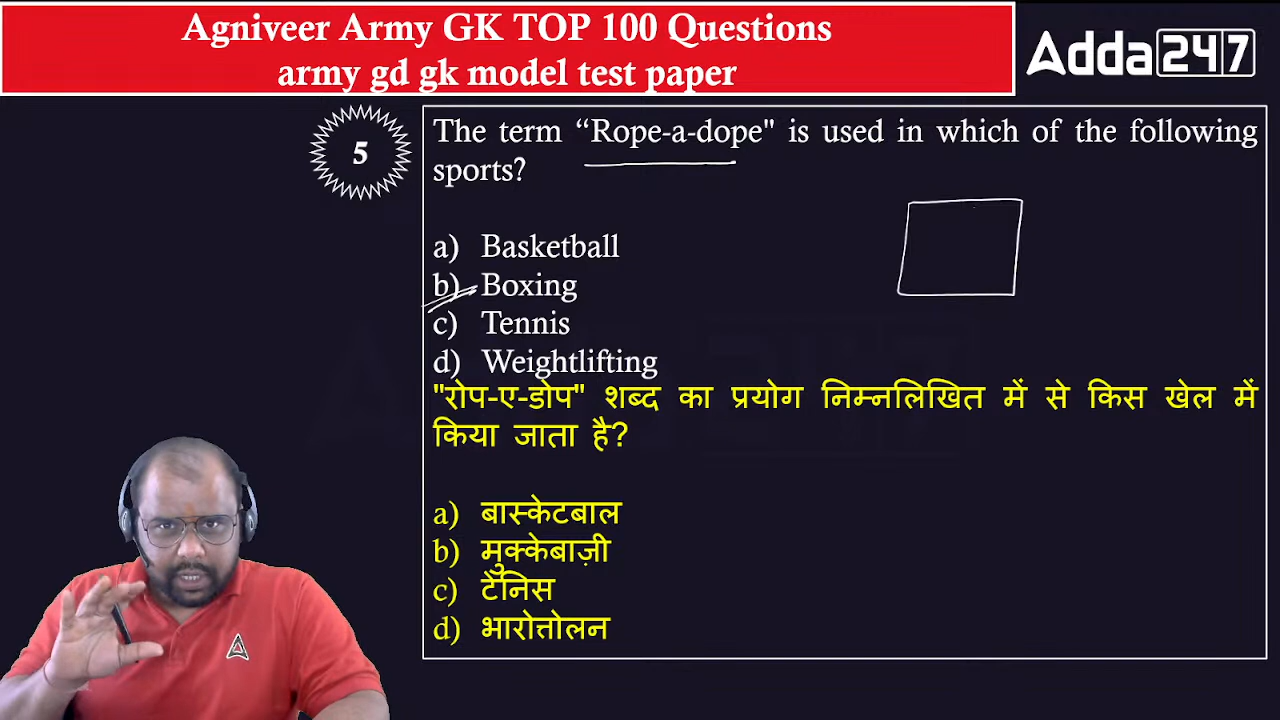 Agniveer Army GK TOP 100 Questions
army gd gk model test paper
Adda247
5
The term “Rope-a-dope" is used in which of the following
sports?
a) Basketball
b) Boxing
c) Tennis
d) Weightlifting
"रोप-ए-डोप" शब्द का प्रयोग निम्नलिखित में से किस खेल में
किया जाता है?
a) बास्केटबाल
b) मुक्केबाज़ी
c) टेंनिस
d) भारोत्तोलन